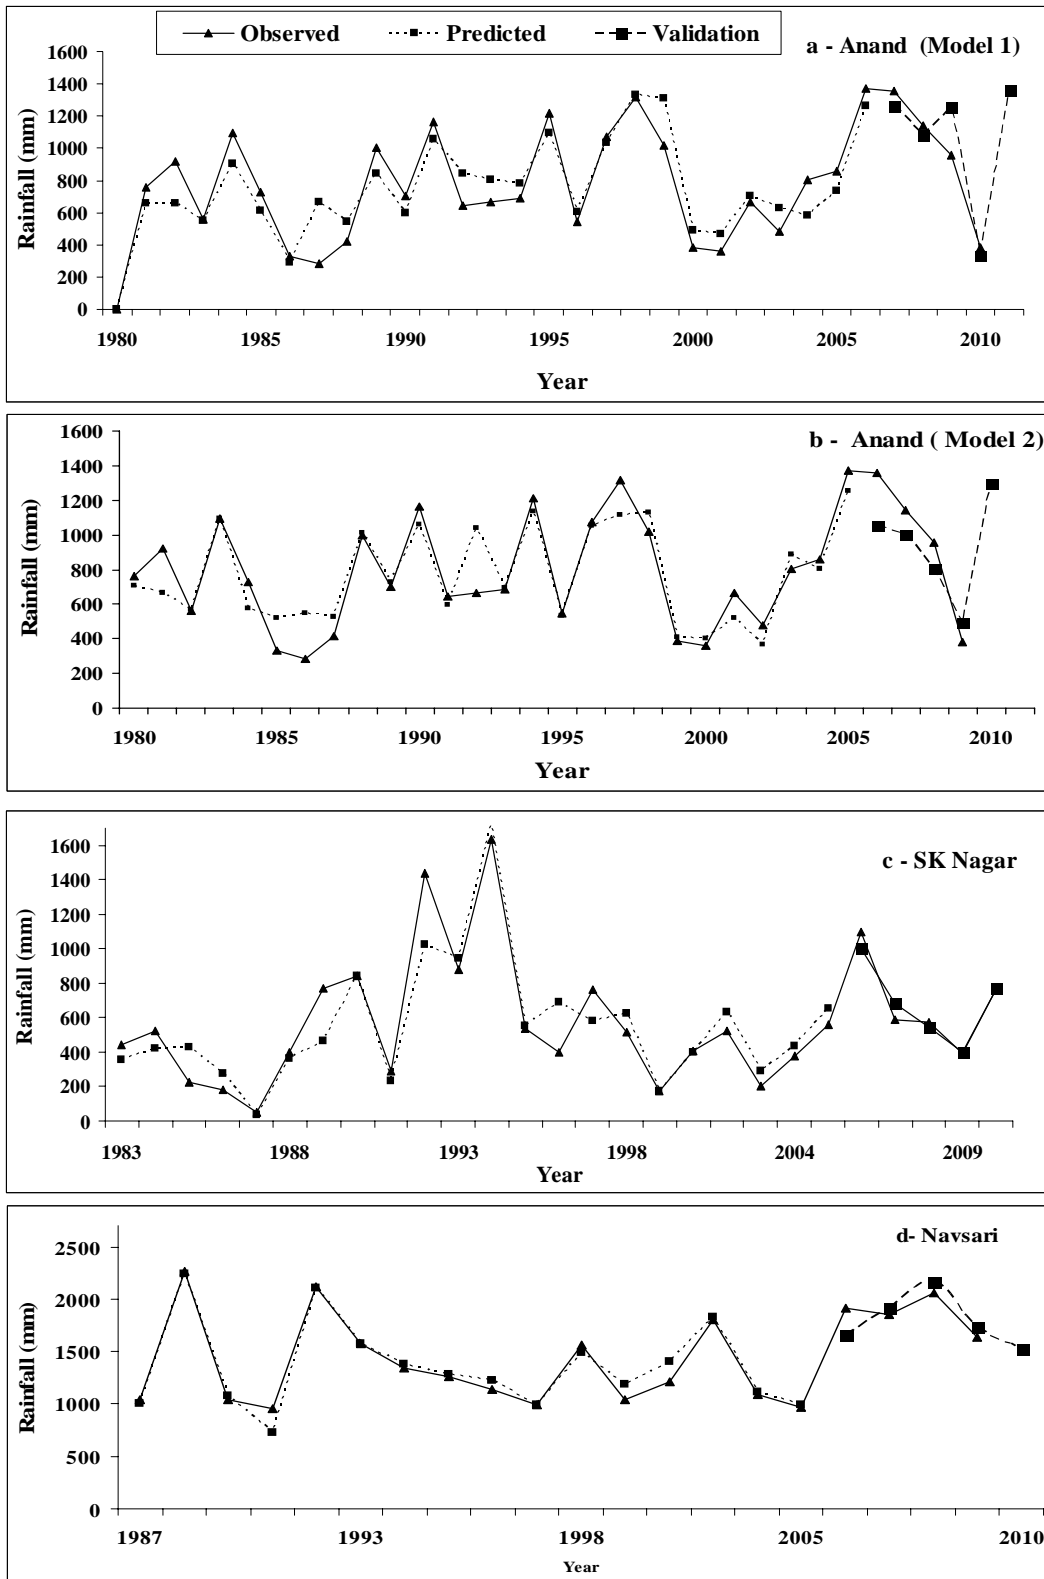 Observed Predicted Validation
a - Anand (Model 1)
Rainfall (mm)
1600
1400
1200
1000
800
600
400
200
0
1980 1985 1990 1995 2000 2005 2010
Year
b - Anand ( Model 2)
Rainfall (mm)
1600
1400
1200
1000
800
600
400
200
0
1980 1985 1990 1995 2000 2005 2010
Year
c - SK Nagar
Rainfall (mm)
1600
1400
1200
1000
800
600
400
200
0
1983 1988 1993 1998 2004 2009
Year
d- Navsari
Rainfall (mm)
2500
2000
1500
1000
500
0
1987 1993 1998 2005 2010
Year